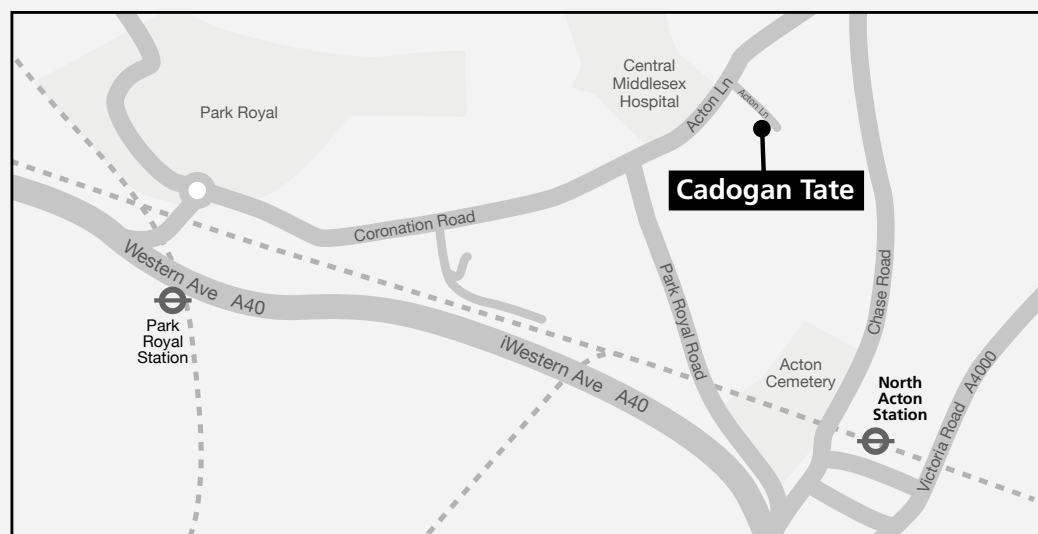 Central
Middlesex
Hospital
Acton Ln
Acton Ln
Park Royal
Cadogan Tate
Coronation Road
Western Ave A40
Park
Royal
Station
Park Royal Road
Chase Road
iWestern Ave A40
Acton
Cemetery
North
Acton
Station
Victoria Road A4000